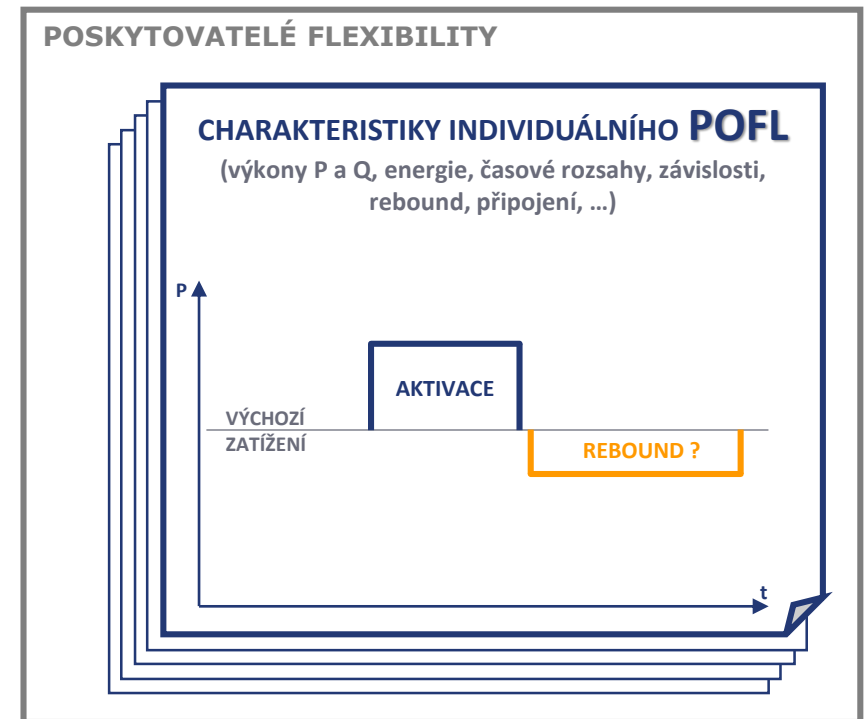 POSKYTOVATELÉ FLEXIBILITY
CHARAKTERISTIKY INDIVIDUÁLNÍHO POFL
(výkony P a Q, energie, časové rozsahy, závislosti,
rebound, připojení, ...)
P
AKTIVACE
VÝCHOZÍ
ZATÍŽENÍ
REBOUND ?
t